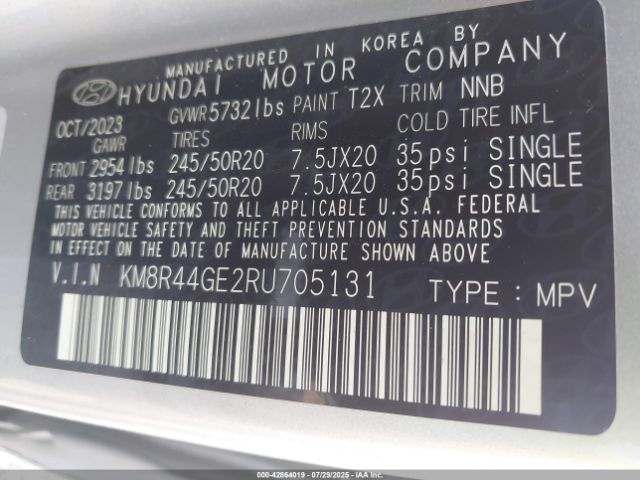 MANUFACTURED IN KOREA BY
HYUNDAI MOTOR COMPANY
OCT/2023 GVWR 5732lbs PAINT T2X TRIM NNB
GAWR TIRES RIMS COLD TIRE INFL
FRONT 2954lbs 245/50R20 7.5JX20 35psi SINGLE
REAR 3197lbs 245/50R20 7.5JX20 35psi SINGLE
THIS VEHICLE CONFORMS TO ALL APPLICABLE U.S.A. FEDERAL
MOTOR VEHICLE SAFETY AND THEFT PREVENTION STANDARDS
IN EFFECT ON THE DATE OF MANUFACTURE SHOWN ABOVE.
V.I.N KM8R44GE2RU705131 TYPE : MPV
000-42864019 07/29/2025 - IAAI.COM